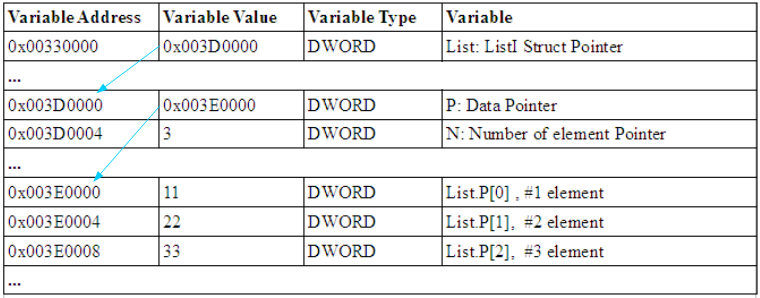 Variable Address Variable Value Variable Type Variable
0x00330000 0x003D0000 DWORD List: ListI Struct Pointer
...
0x003D0000 0x003E0000 DWORD P: Data Pointer
0x003D0004 3 DWORD N: Number of element Pointer
...
0x003E0000 11 DWORD List.P[0] , #1 element
0x003E0004 22 DWORD List.P[1], #2 element
0x003E0008 33 DWORD List.P[2], #3 element
...